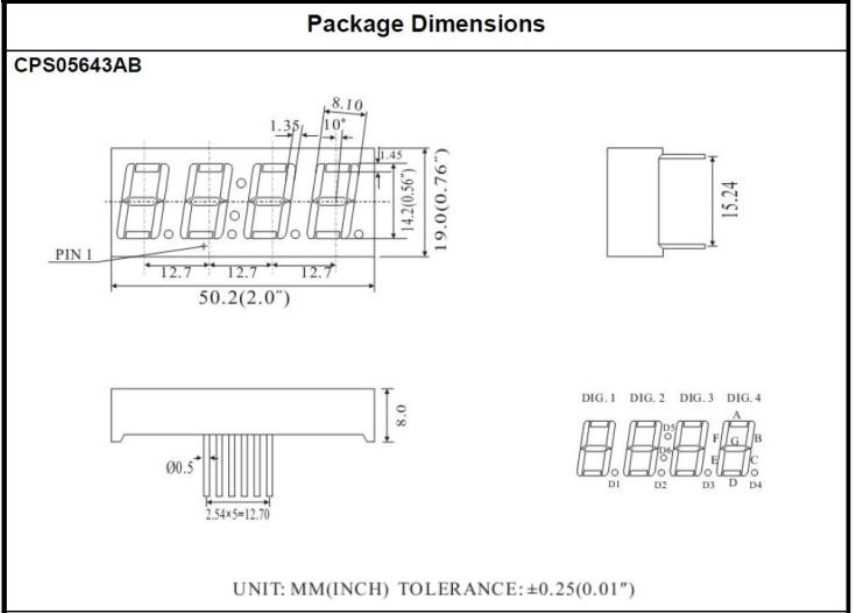 Package Dimensions
CPS05643AB
8.10
1.35
10°
1.45
14.2(0.56″)
19.0(0.76″)
15.24
PIN 1
12.7
12.7
12.7
50.2(2.0″)
8.0
Ø0.5
2.54×5=12.70
DIG. 1 DIG. 2 DIG. 3 DIG. 4
A
D5
F
G
B
D6
E
C
D1
D2
D3
D
D4
UNIT: MM(INCH) TOLERANCE: ±0.25(0.01″)